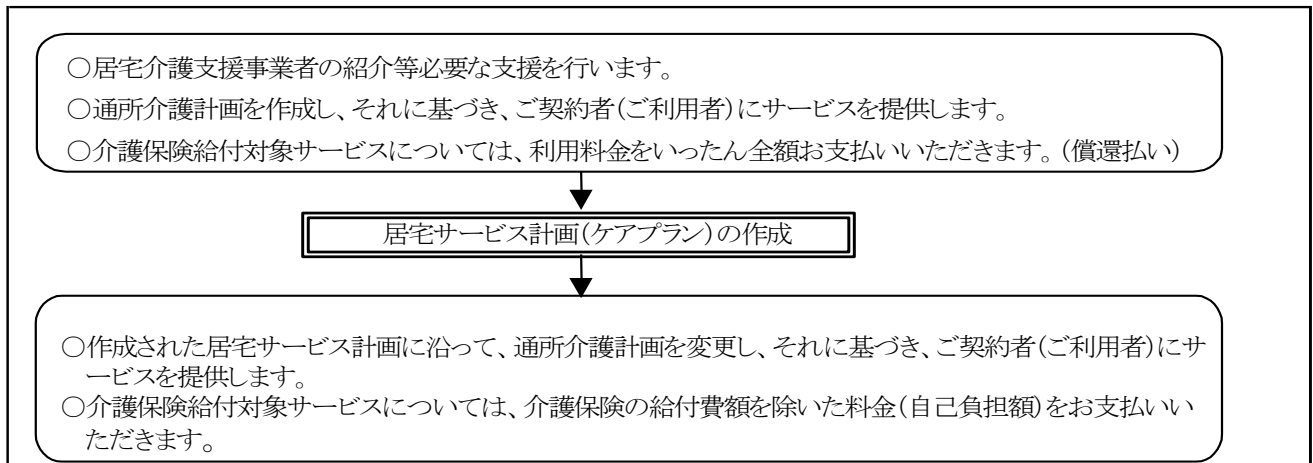 ○居宅介護支援事業者の紹介等必要な支援を行います。
○通所介護計画を作成し、それに基づき、ご契約者(ご利用者)にサービスを提供します。
○介護保険給付対象サービスについては、利用料金をいったん全額お支払いいただきます。(償還払い)
居宅サービス計画(ケアプラン)の作成
○作成された居宅サービス計画に沿って、通所介護計画を変更し、それに基づき、ご契約者(ご利用者)にサ
ービスを提供します。
○介護保険給付対象サービスについては、介護保険の給付費額を除いた料金(自己負担額)をお支払いい
ただきます。